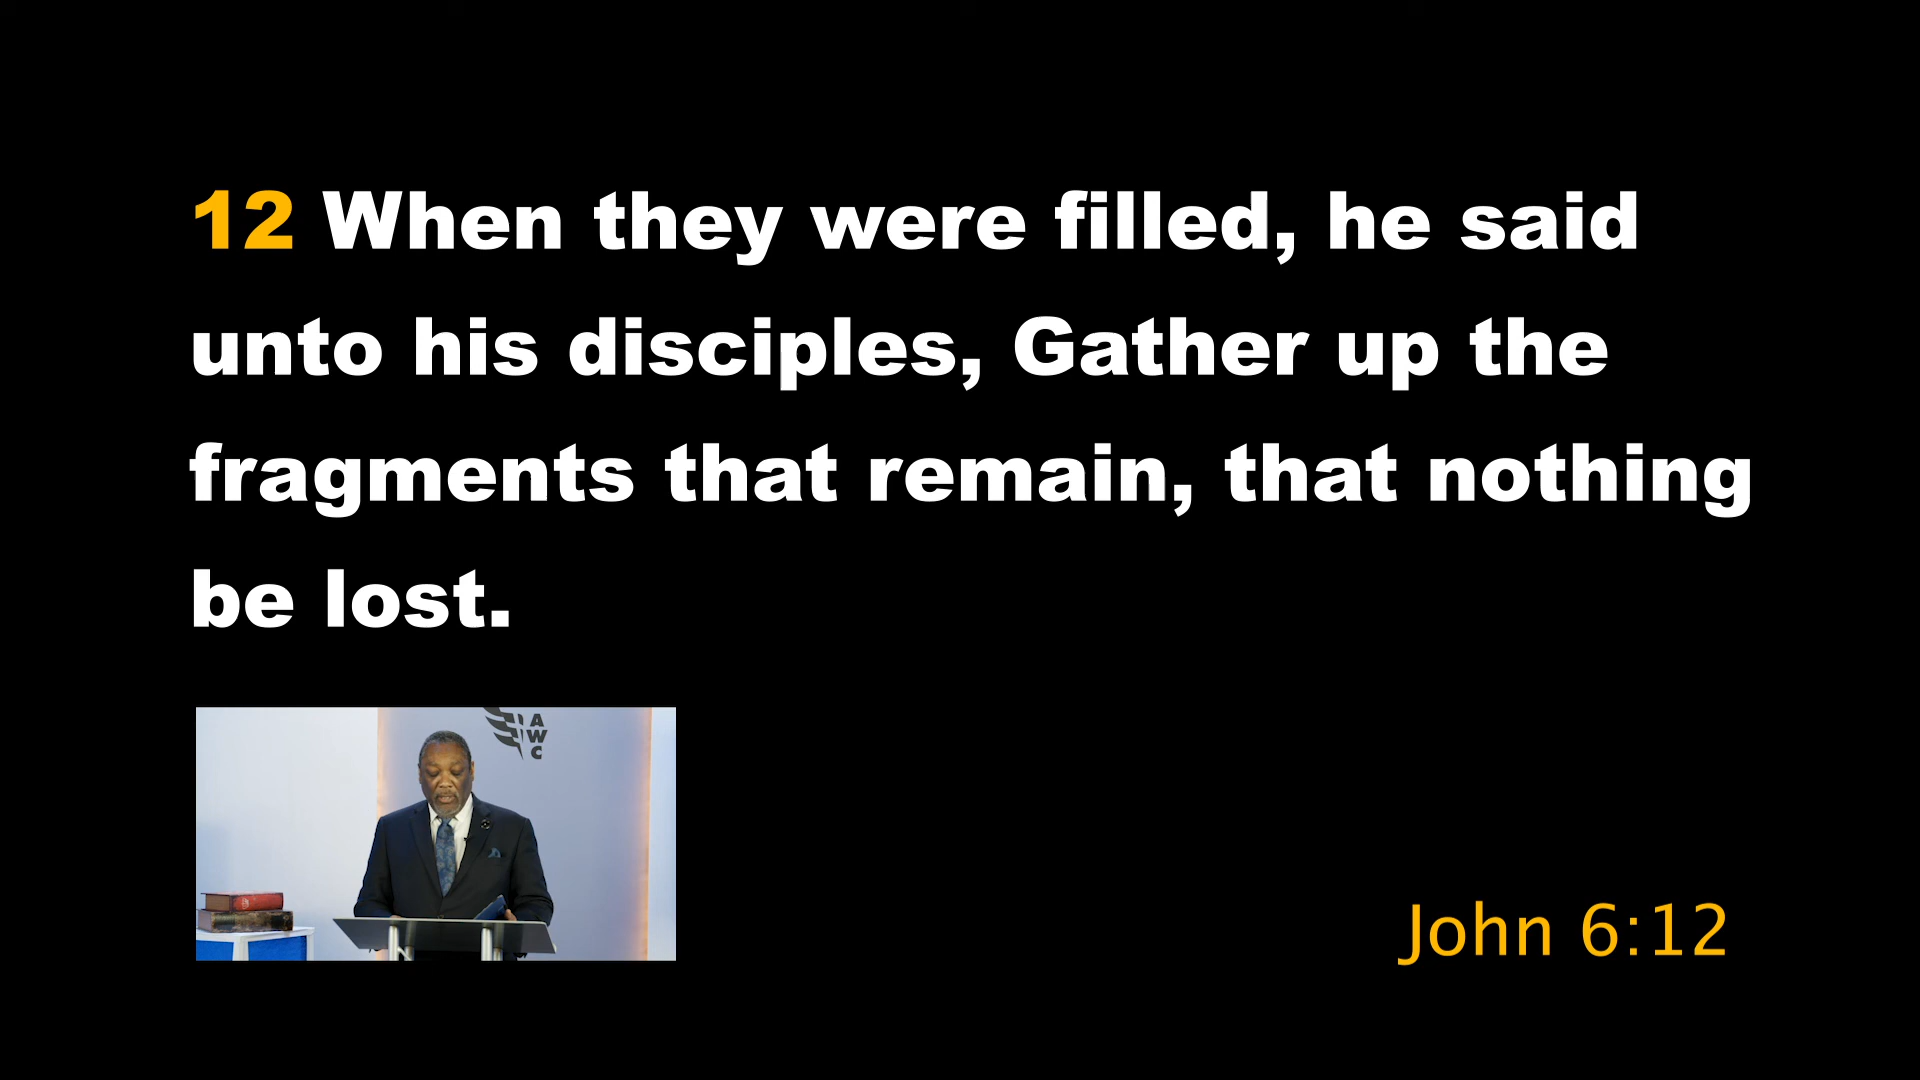 12 When they were filled, he said
unto his disciples, Gather up the
fragments that remain, that nothing
be lost.
A
W
C
John 6:12